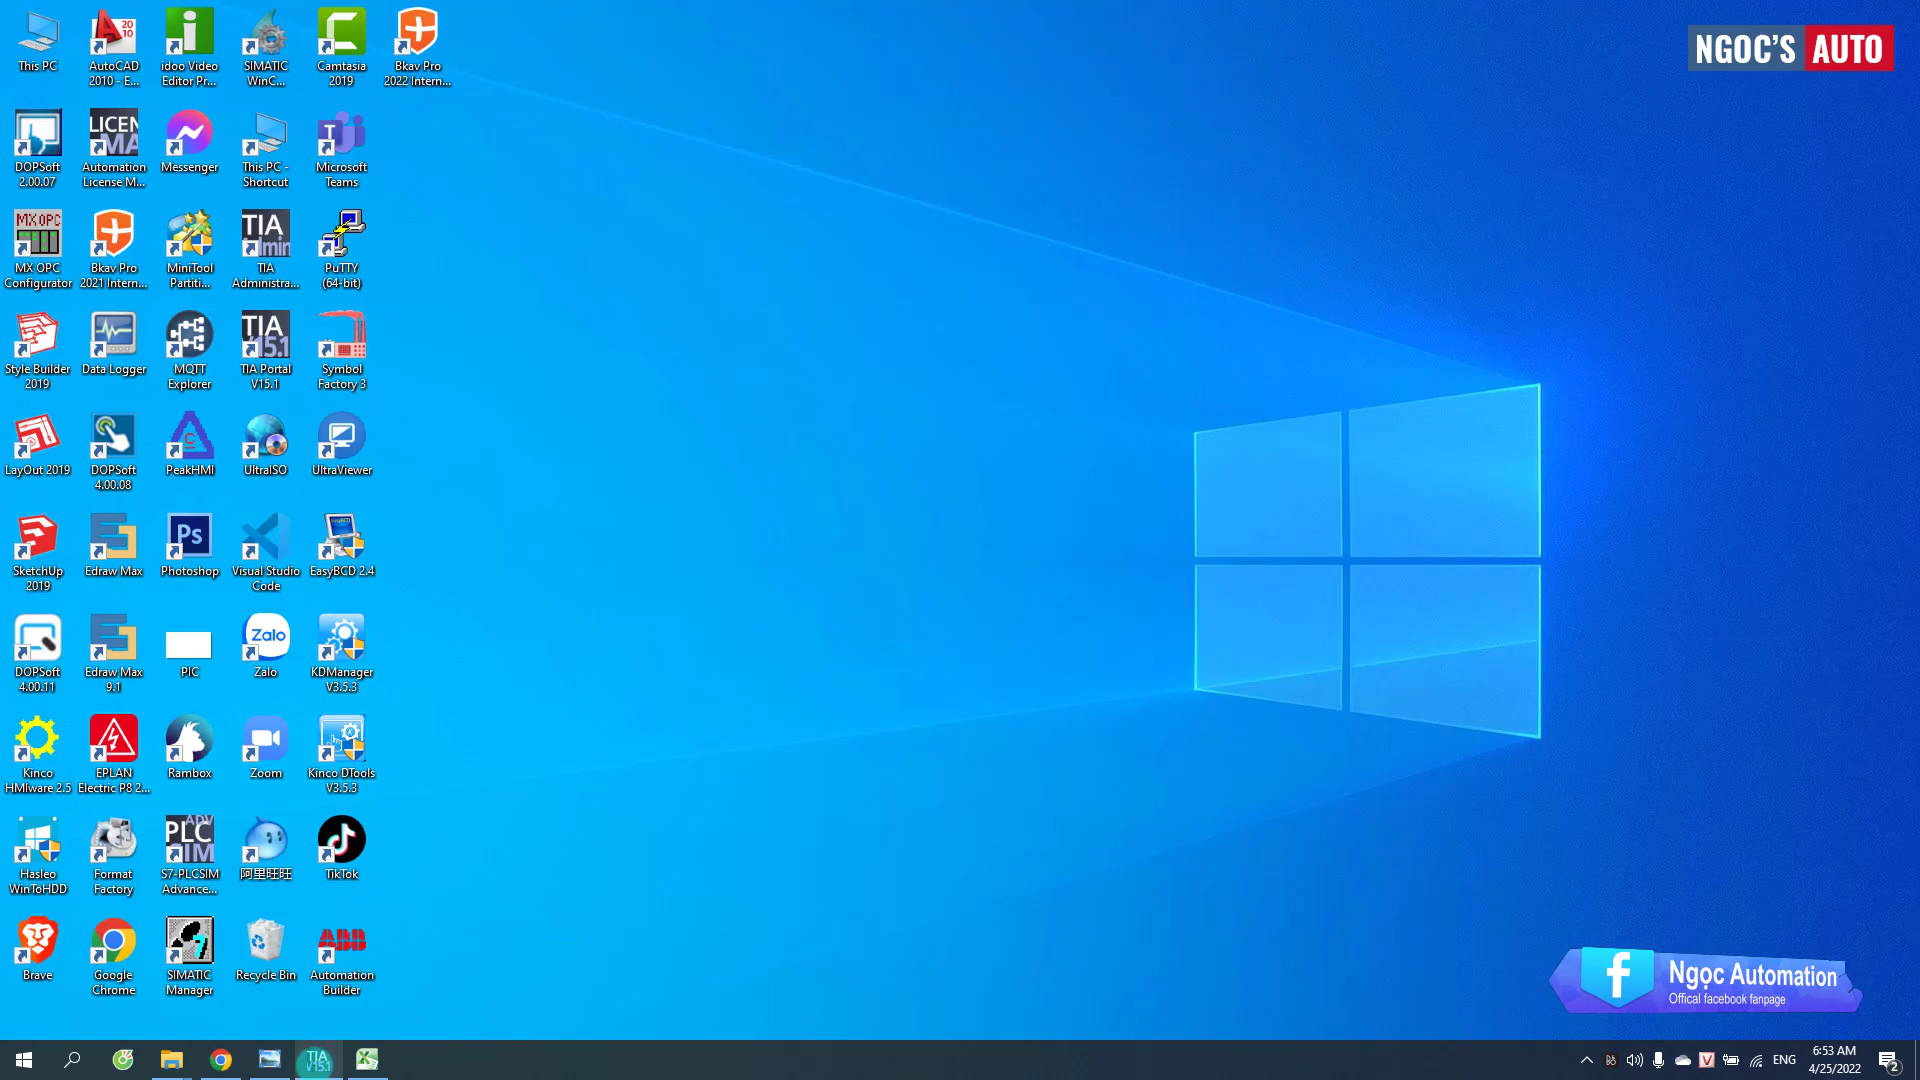 This PC
AutoCAD
2010 - E...
idoo Video
Editor Pr...
SIMATIC
WinC...
Camtasia
2019
Bkav Pro
2022 Intern...
NGOC'S AUTO
DOPSoft
2.00.07
Automation
License M...
Messenger
This PC -
Shortcut
Microsoft
Teams
MX OPC
Configurator
Bkav Pro
2021 Intern...
MiniTool
Partiti...
TIA
Administra...
PuTTY
(64-bit)
Style Builder
2019
Data Logger
MQTT
Explorer
TIA Portal
V15.1
Symbol
Factory 3
LayOut 2019
DOPSoft
4.00.08
PeakHMI
UltraISO
UltraViewer
SketchUp
2019
Edraw Max
Photoshop
Visual Studio
Code
EasyBCD 2.4
DOPSoft
4.00.11
Edraw Max
9.1
PIC
Zalo
KDManager
V3.5.3
Kinco
HMIware 2.5
EPLAN
Electric P8 2...
Rambox
Zoom
Kinco DTools
V3.5.3
Hasleo
WinToHDD
Format
Factory
S7-PLCSIM
Advance...
阿里旺旺
TikTok
Brave
Google
Chrome
SIMATIC
Manager
Recycle Bin
Automation
Builder
Ngọc Automation
Offical facebook fanpage
TIA
V15.1
ENG
6:53 AM
4/25/2022
2